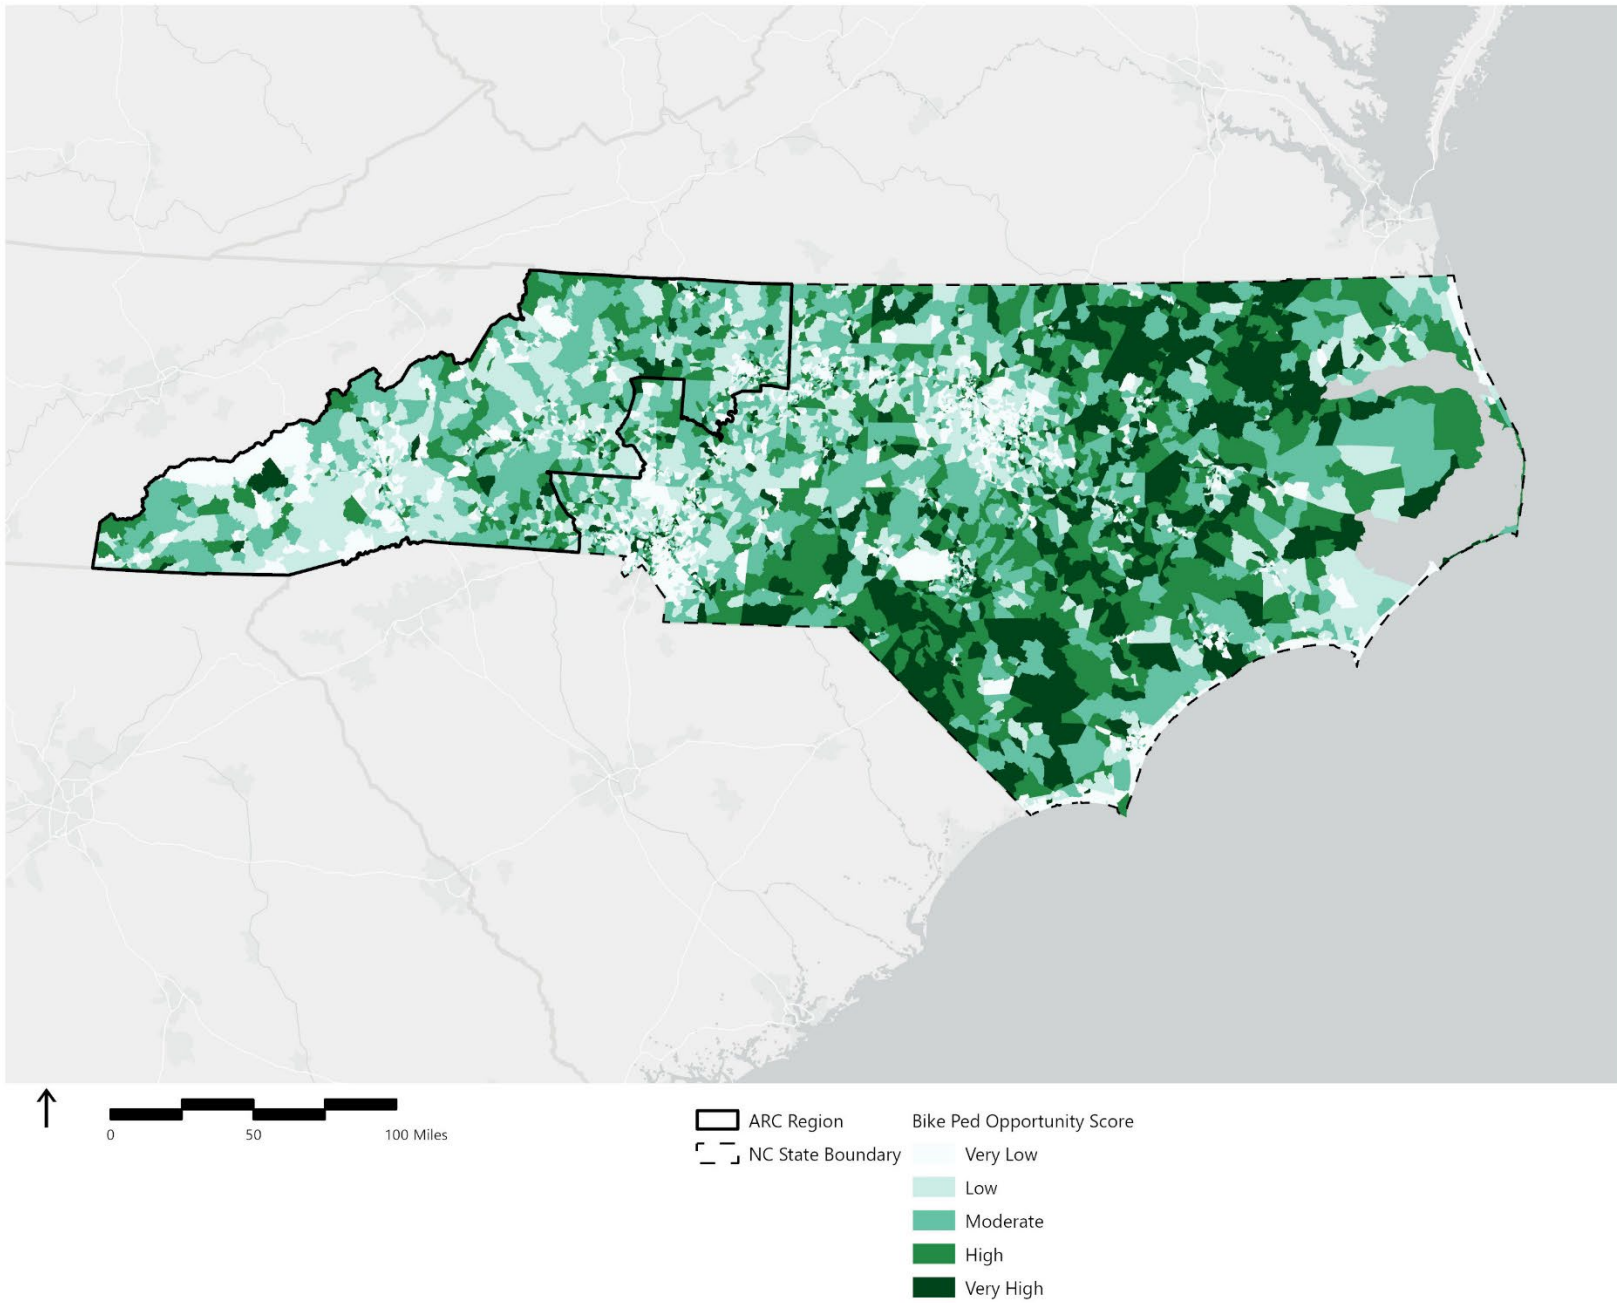 0 50 100 Miles
ARC Region
NC State Boundary
Bike Ped Opportunity Score
Very Low
Low
Moderate
High
Very High